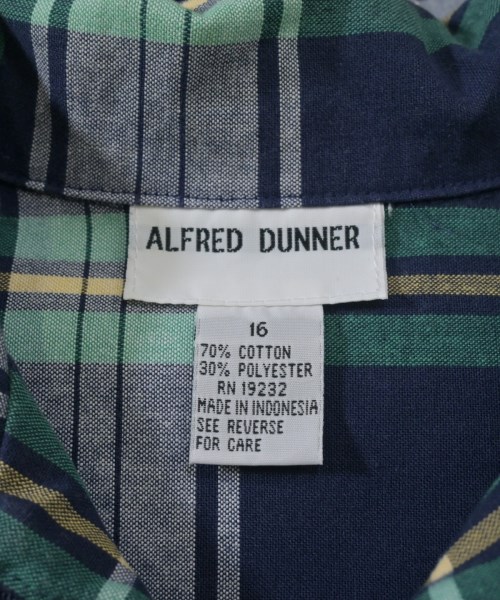 ALFRED DUNNER
16
70% COTTON
30% POLYESTER
RN 19232
MADE IN INDONESIA
SEE REVERSE
FOR CARE